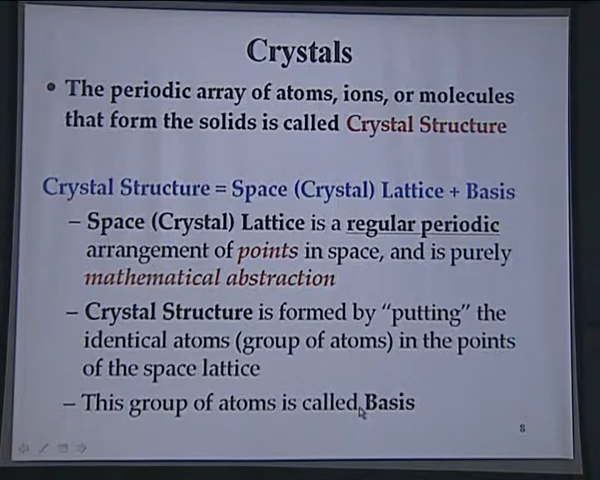 Crystals
• The periodic array of atoms, ions, or molecules
that form the solids is called Crystal Structure
Crystal Structure = Space (Crystal) Lattice + Basis
– Space (Crystal) Lattice is a regular periodic
arrangement of points in space, and is purely
mathematical abstraction
– Crystal Structure is formed by “putting” the
identical atoms (group of atoms) in the points
of the space lattice
– This group of atoms is called Basis
8